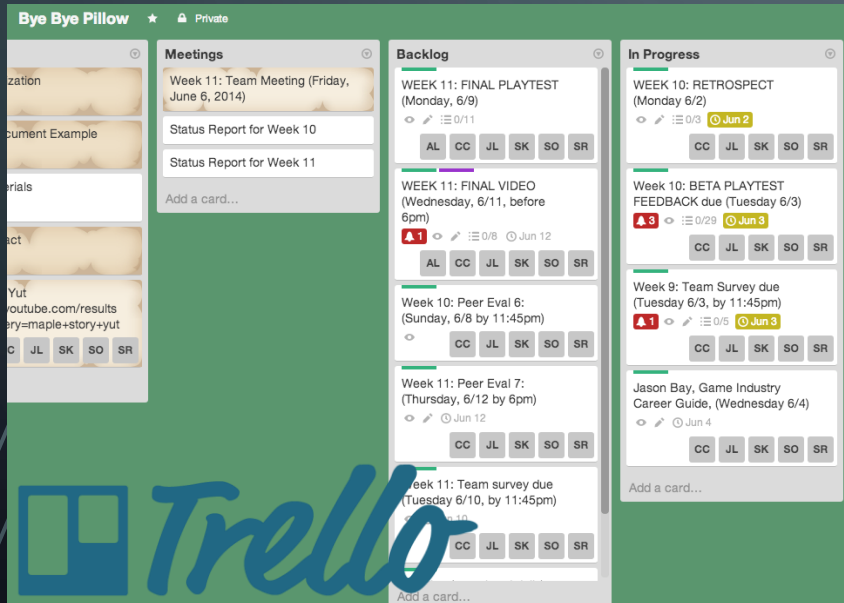 Bye Bye Pillow Private
zation
cument Example
erials
act
Yut
youtube.com/results
ery=maple+story+yut
C JL SK SO SR
Meetings
Week 11: Team Meeting (Friday,
June 6, 2014)
Status Report for Week 10
Status Report for Week 11
Add a card...
Backlog
WEEK 11: FINAL PLAYTEST
(Monday, 6/9)
0/11
AL CC JL SK SO SR
WEEK 11: FINAL VIDEO
(Wednesday, 6/11, before
6pm)
1 0/8 Jun 12
AL CC JL SK SO SR
Week 10: Peer Eval 6:
(Sunday, 6/8 by 11:45pm)
CC JL SK SO SR
Week 11: Peer Eval 7:
(Thursday, 6/12 by 6pm)
Jun 12
CC JL SK SO SR
Week 11: Team survey due
(Tuesday 6/10, by 11:45pm)
10
CC JL SK SO SR
Add a card...
In Progress
WEEK 10: RETROSPECT
(Monday 6/2)
0/3 Jun 2
CC JL SK SO SR
Week 10: BETA PLAYTEST
FEEDBACK due (Tuesday 6/3)
3 0/29 Jun 3
CC JL SK SO SR
Week 9: Team Survey due
(Tuesday 6/3, by 11:45pm)
1 0/5 Jun 3
CC JL SK SO SR
Jason Bay, Game Industry
Career Guide, (Wednesday 6/4)
Jun 4
CC JL SK SO SR
Add a card...
Trello